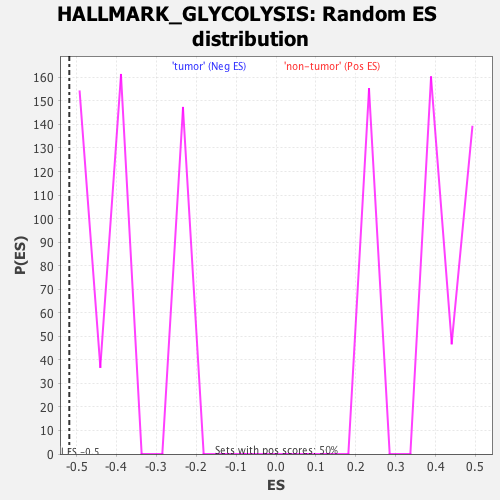 HALLMARK_GLYCOLYSIS: Random ES
distribution
'tumor' (Neg ES)
'non-tumor' (Pos ES)
160
150
140
130
120
110
100
90
80
70
60
50
40
30
20
10
0
P(ES)
ES -0.5
Sets with pos scores: 50%
-0.5 -0.4 -0.3 -0.2 -0.1 0.0 0.1 0.2 0.3 0.4 0.5
ES